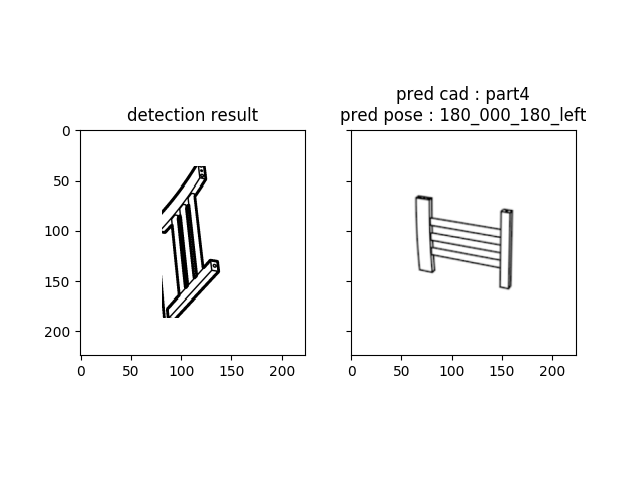 detection result
pred cad : part4
pred pose : 180_000_180_left
0
50
100
150
200
0 50 100 150 200
0 50 100 150 200